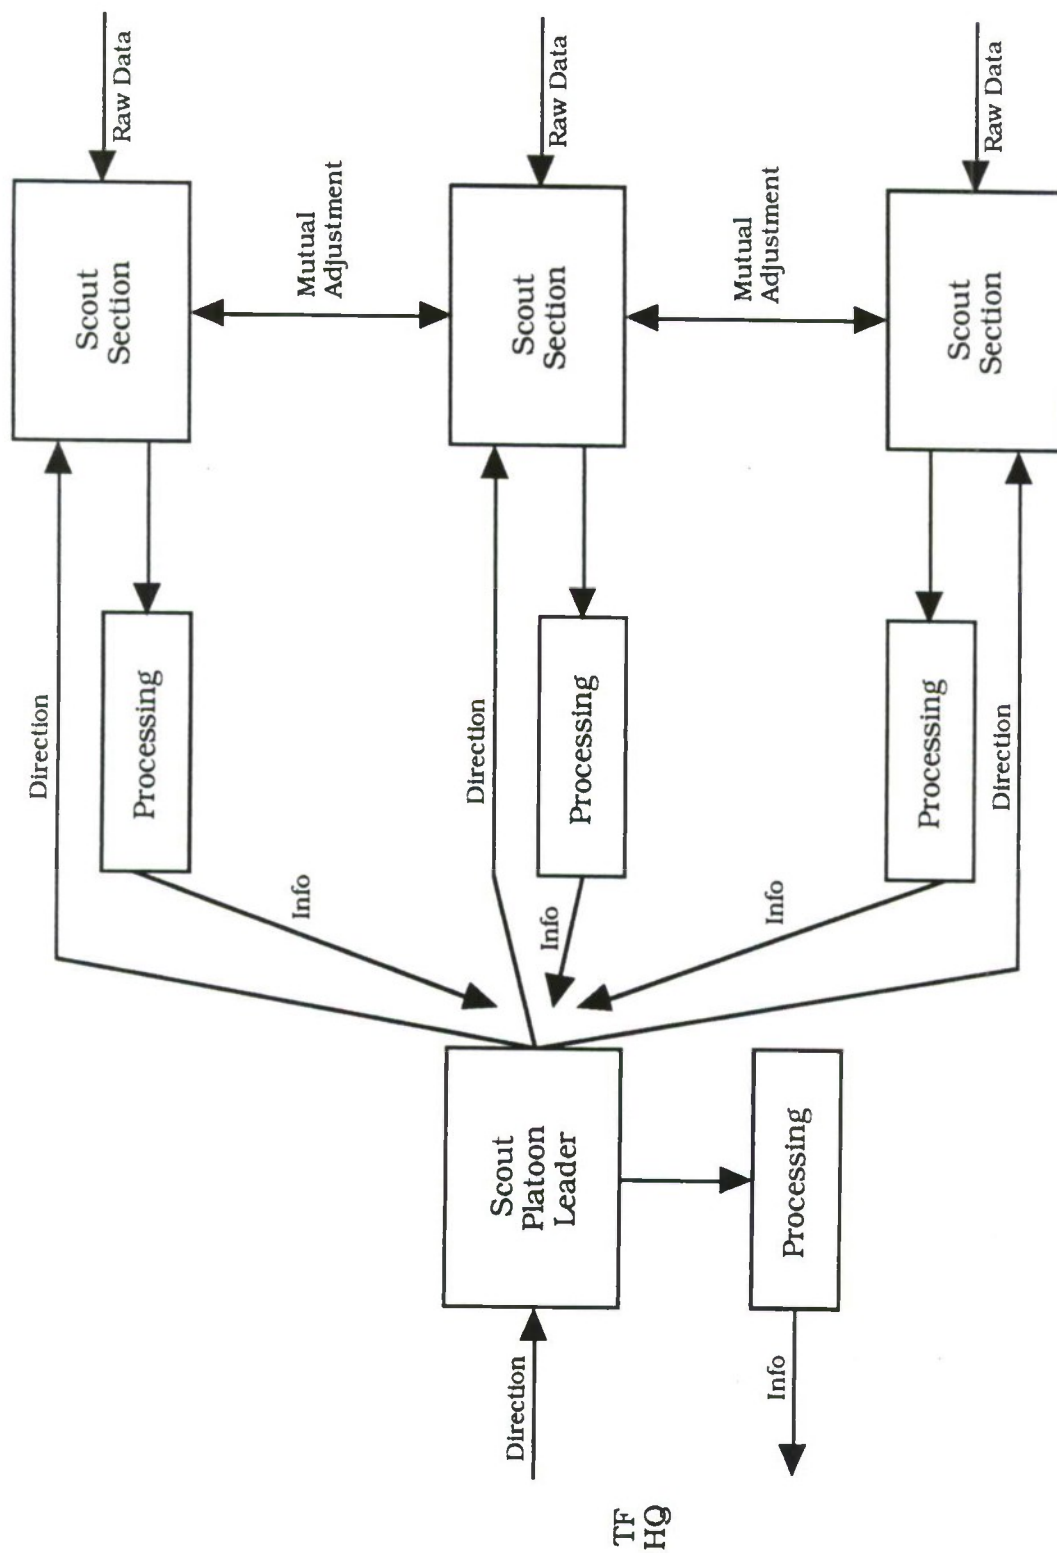 Direction
Scout
Section
Raw Data
Processing
Info
Mutual
Adjustment
Direction
Scout
Platoon
Leader
Direction
Info
Processing
Scout
Section
Raw Data
TF
HQ
Info
Processing
Info
Mutual
Adjustment
Processing
Scout
Section
Raw Data
Direction